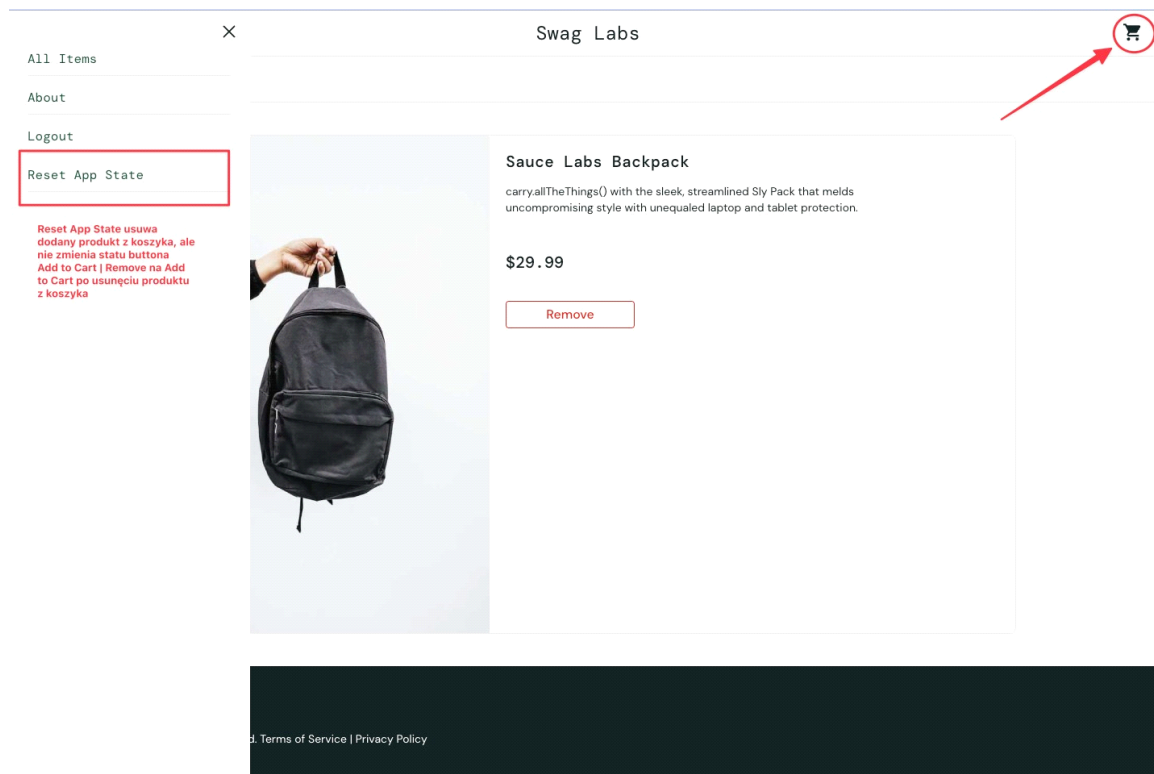 Swag Labs
All Items
About
Logout
Reset App State
Reset App State usuwa
dodany produkt z koszyka, ale
nie zmienia statu buttona
Add to Cart | Remove na Add
to Cart po usunęciu produktu
z koszyka
Sauce Labs Backpack
carry.allTheThings() with the sleek, streamlined Sly Pack that melds
uncompromising style with unequaled laptop and tablet protection.
$29.99
Remove
d. Terms of Service | Privacy Policy